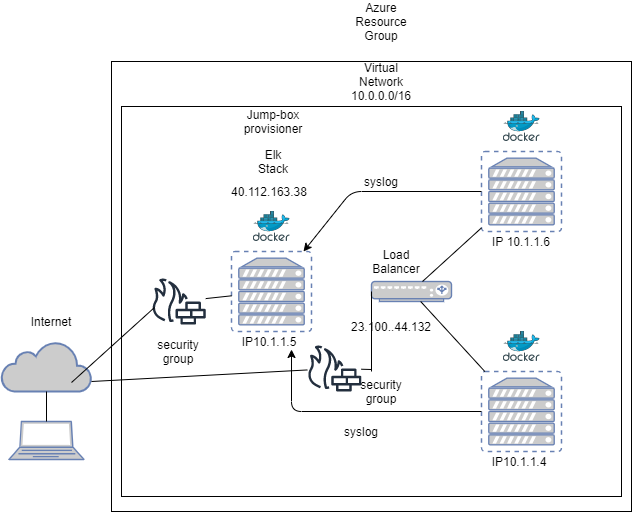 Azure
Resource
Group
Virtual
Network
10.0.0.0/16
Jump-box
provisioner
Elk
Stack
40.112.163.38
docker
IP10.1.1.5
syslog
docker
IP 10.1.1.6
Load
Balancer
23.100..44.132
Internet
security
group
security
group
syslog
docker
IP10.1.1.4